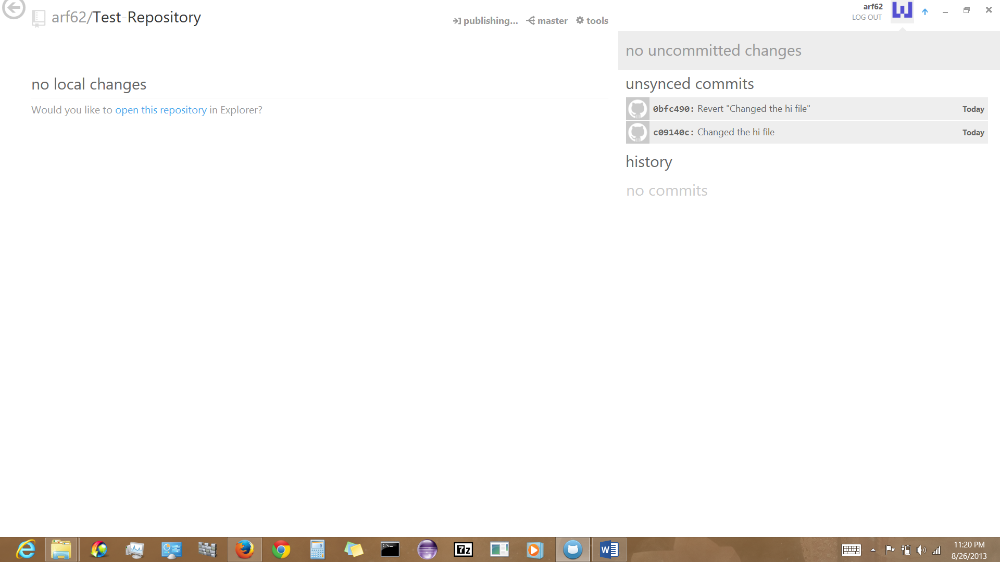 arf62/Test-Repository
publishing... master tools
arf62
LOG OUT
no uncommitted changes
no local changes
Would you like to open this repository in Explorer?
unsynced commits
0bfc490: Revert "Changed the hi file" Today
c09140c: Changed the hi file Today
history
no commits
7z
W
11:20 PM
8/26/2013